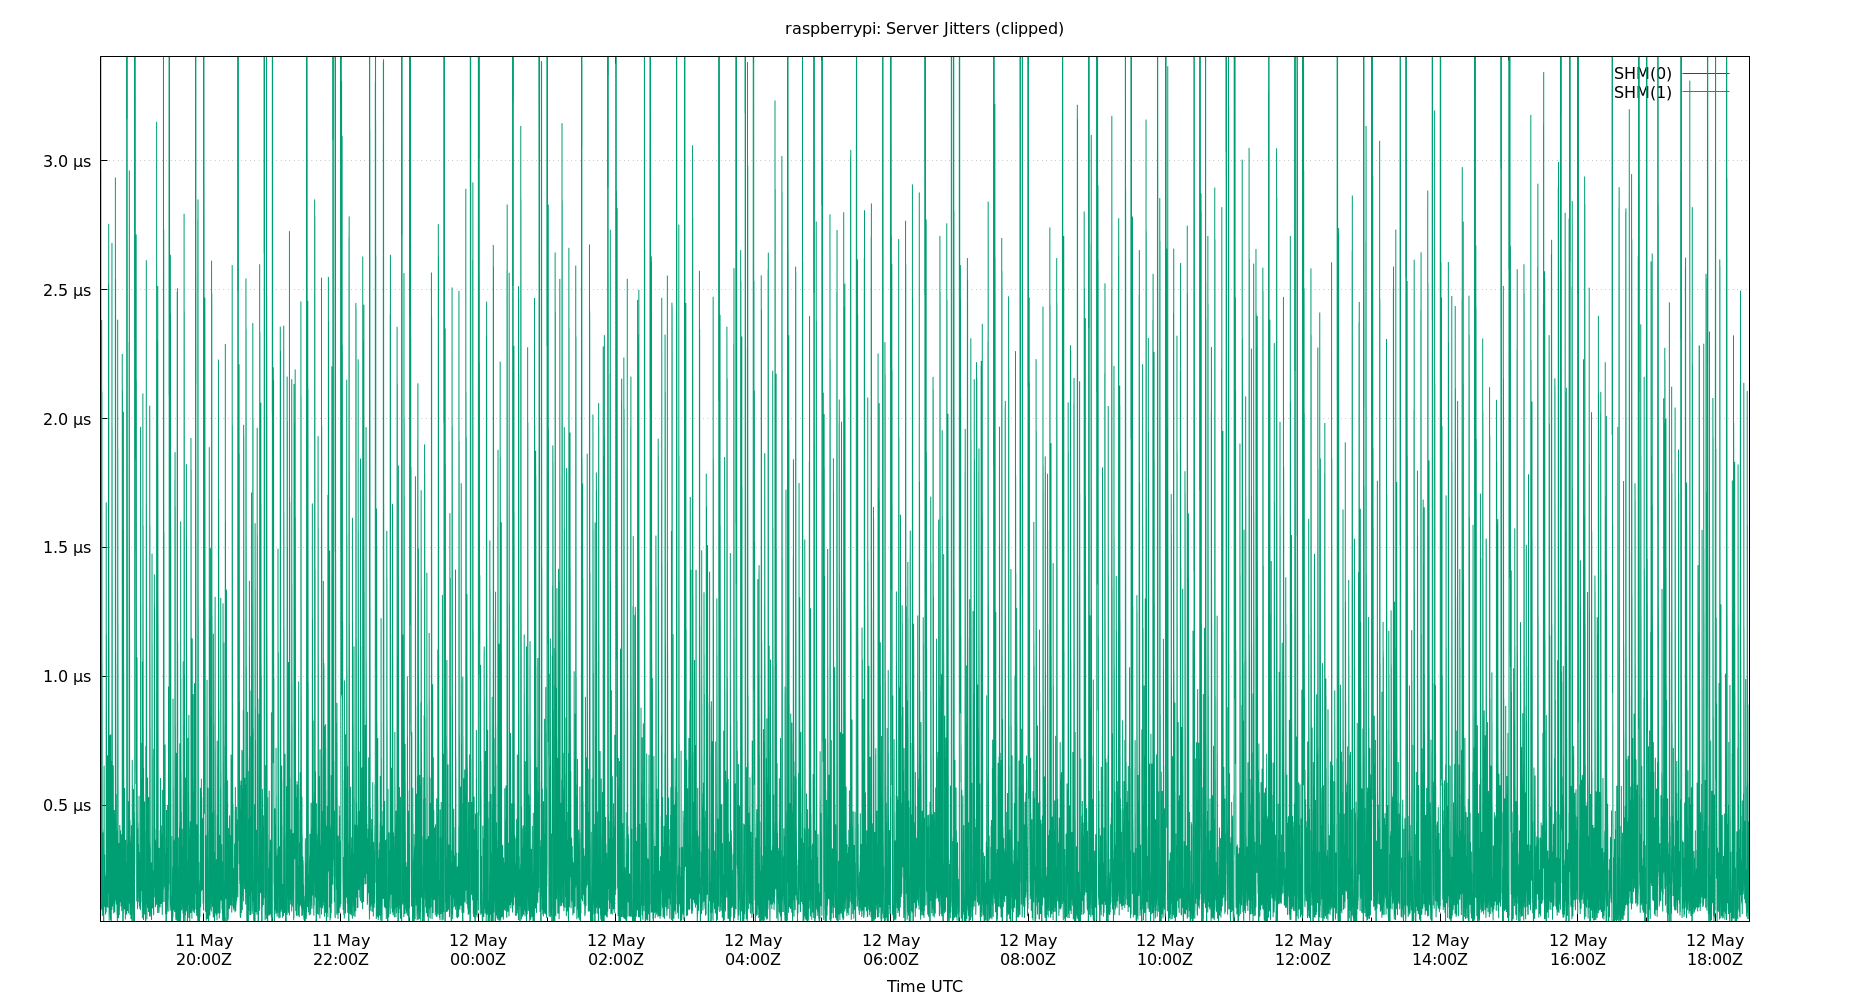 raspberrypi: Server Jitters (clipped)
SHM(0)
SHM(1)
3.0 µs
2.5 µs
2.0 µs
1.5 µs
1.0 µs
0.5 µs
11 May 11 May 12 May 12 May 12 May 12 May 12 May 12 May 12 May 12 May 12 May 12 May
20:00Z 22:00Z 00:00Z 02:00Z 04:00Z 06:00Z 08:00Z 10:00Z 12:00Z 14:00Z 16:00Z 18:00Z
Time UTC